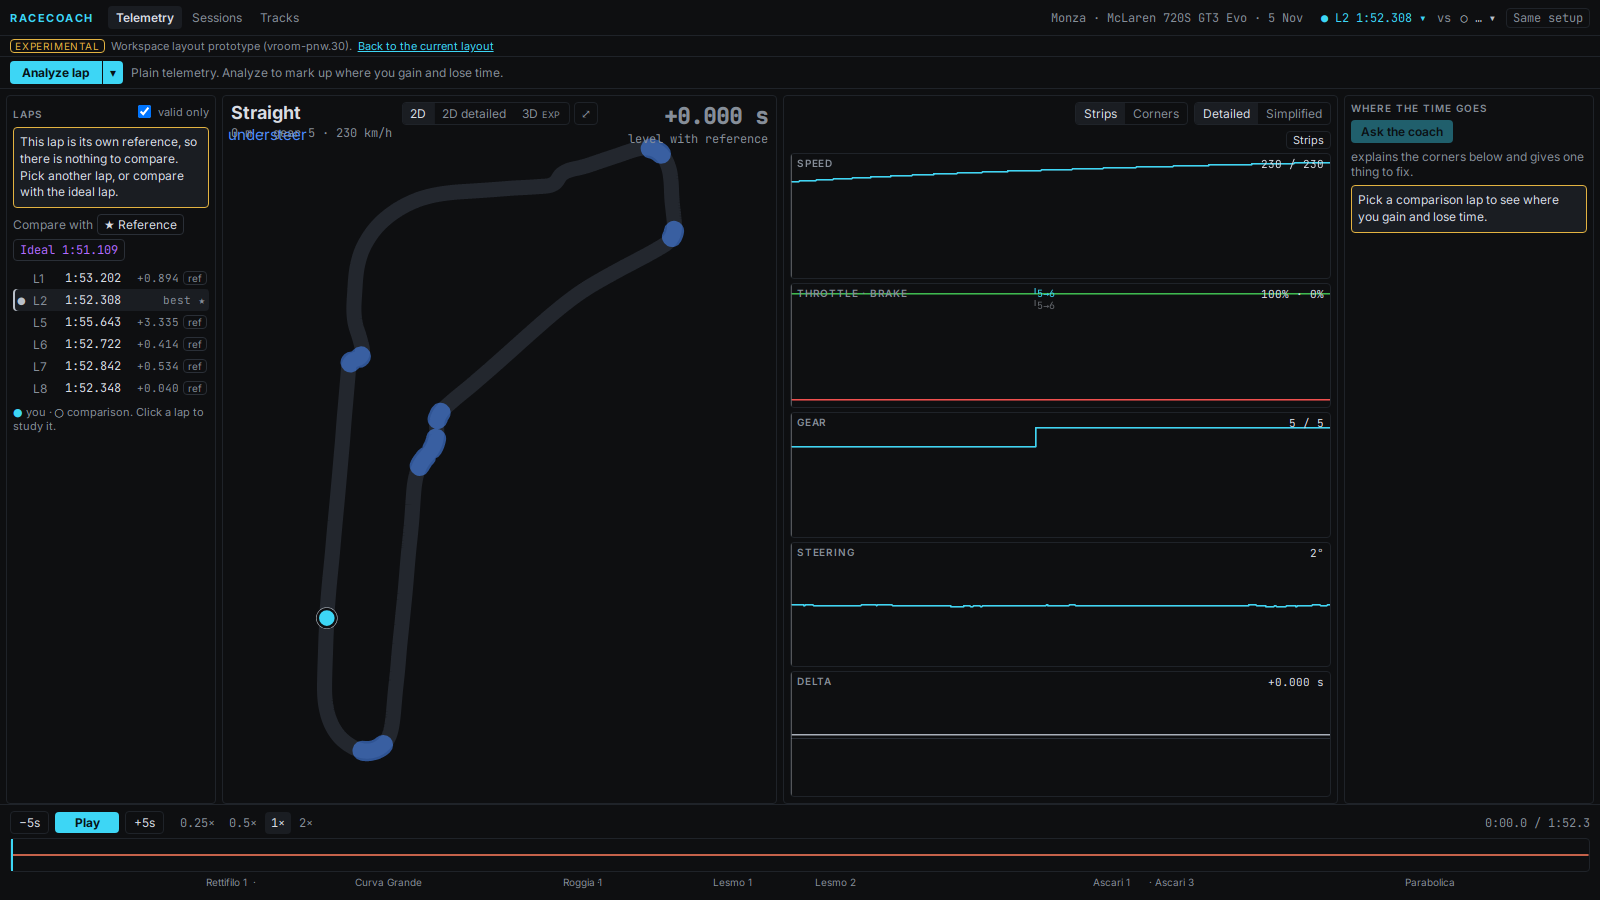 RACECOACH Telemetry Sessions Tracks Monza · McLaren 720S GT3 Evo · 5 Nov ● L2 1:52.308 ▾ vs ○ … ▾ Same setup
EXPERIMENTAL Workspace layout prototype (vroom-pnw.30). Back to the current layout
Analyze lap ▾ Plain telemetry. Analyze to mark up where you gain and lose time.
LAPS valid only
This lap is its own reference, so
there is nothing to compare.
Pick another lap, or compare
with the ideal lap.
Compare with ★ Reference
Ideal 1:51.109
L1 1:53.202 +0.894 ref
● L2 1:52.308 best ★
L5 1:55.643 +3.335 ref
L6 1:52.722 +0.414 ref
L7 1:52.842 +0.534 ref
L8 1:52.348 +0.040 ref
● you · ○ comparison. Click a lap to
study it.
Straight
2D 2D detailed 3D EXP ⤢
+0.000 s
understeer 5 · 230 km/h
level with reference
Strips Corners Detailed Simplified
Strips
SPEED 230 / 230
THROTTLE · BRAKE 5→6 100% · 0%
5→6
GEAR 5 / 5
STEERING 2°
DELTA +0.000 s
WHERE THE TIME GOES
Ask the coach
explains the corners below and gives one
thing to fix.
Pick a comparison lap to see where
you gain and lose time.
−5s Play +5s 0.25× 0.5× 1× 2× 0:00.0 / 1:52.3
Rettifilo 1 · Curva Grande Roggia 1 Lesmo 1 Lesmo 2 Ascari 1 · Ascari 3 Parabolica